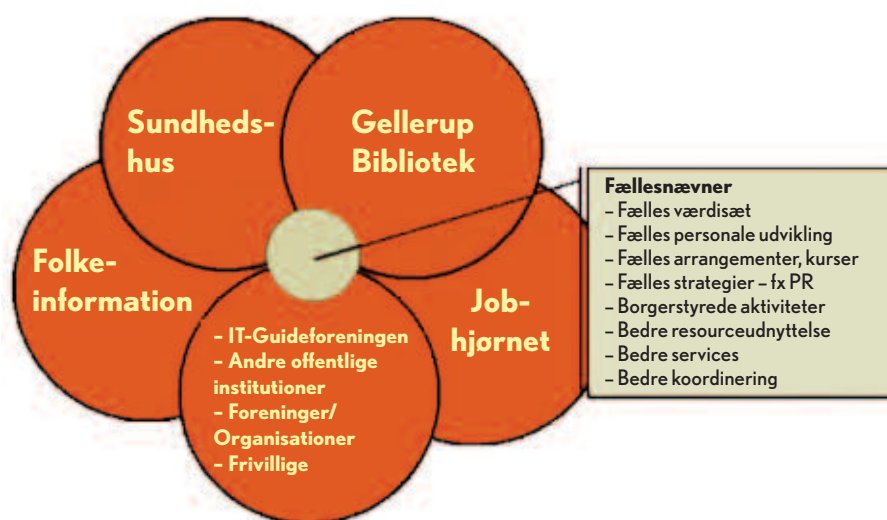 Sundheds-
hus
Gellerup
Bibliotek
Folke-
information
Job-
hjørnet
– IT-Guideforeningen
– Andre offentlige
institutioner
– Foreninger/
Organisationer
– Frivillige
Fællesnævner
– Fælles værdisæt
– Fælles personale udvikling
– Fælles arrangementer, kurser
– Fælles strategier – fx PR
– Borgerstyrede aktiviteter
– Bedre resourceudnyttelse
– Bedre services
– Bedre koordinering